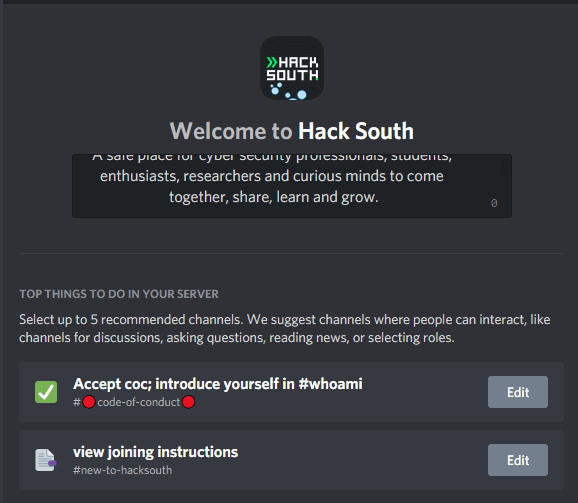 »HACK
SOUTH
Welcome to Hack South
A safe place for cyber security professionals, students,
enthusiasts, researchers and curious minds to come
together, share, learn and grow.
0
TOP THINGS TO DO IN YOUR SERVER
Select up to 5 recommended channels. We suggest channels where people can interact, like
channels for discussions, asking questions, reading news, or selecting roles.
Accept coc; introduce yourself in #whoami
#🔴code-of-conduct🔴
Edit
view joining instructions
#new-to-hacksouth
Edit